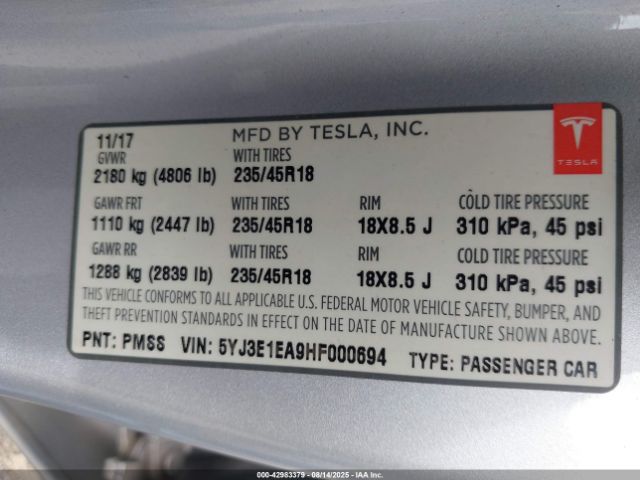 11/17 MFD BY TESLA, INC.
GVWR WITH TIRES
2180 kg (4806 lb) 235/45R18
GAWR FRT WITH TIRES RIM COLD TIRE PRESSURE
1110 kg (2447 lb) 235/45R18 18X8.5 J 310 kPa, 45 psi
GAWR RR WITH TIRES RIM COLD TIRE PRESSURE
1288 kg (2839 lb) 235/45R18 18X8.5 J 310 kPa, 45 psi
THIS VEHICLE CONFORMS TO ALL APPLICABLE U.S. FEDERAL MOTOR VEHICLE SAFETY, BUMPER, AND
THEFT PREVENTION STANDARDS IN EFFECT ON THE DATE OF MANUFACTURE SHOWN ABOVE.
PNT: PMSS VIN: 5YJ3E1EA9HF000694 TYPE: PASSENGER CAR
TESLA
000-42983379 - 08/14/2025 - IAA Inc.